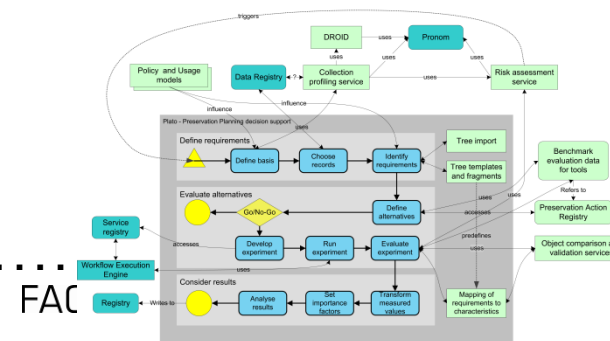 triggers
DROID
uses
Pronom
uses
uses
Policy and Usage
models
Data Registry
?
Collection
profiling service
uses
Risk assessment
service
influence
influence
uses
Plato - Preservation Planning decision support
Define requirements
Define basis
Choose
records
Identify
requirements
Tree import
Tree templates
and fragments
Benchmark
evaluation data
for tools
Evaluate alternatives
Go/No-Go
Define
alternatives
uses
uses
accesses
Refers to
Preservation Action
Registry
Service
registry
accesses
Develop
experiment
Run
experiment
Evaluate
experiment
predefines
uses
Object comparison a
validation service
Workflow Execution
Engine
uses
Consider results
FAC
Registry
Writes to
Analyse
results
Set
importance
factors
Transform
measured
values
Mapping of
requirements to
characteristics